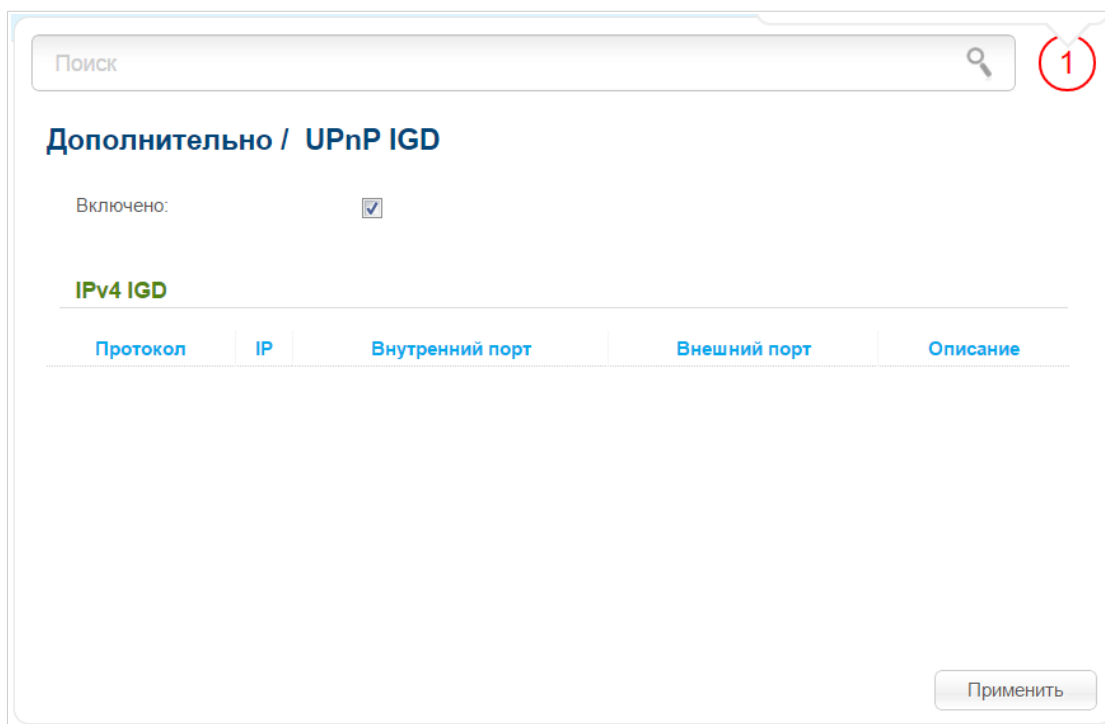 Поиск 1
Дополнительно / UPnP IGD
Включено:
IPv4 IGD
Протокол IP Внутренний порт Внешний порт Описание
Применить